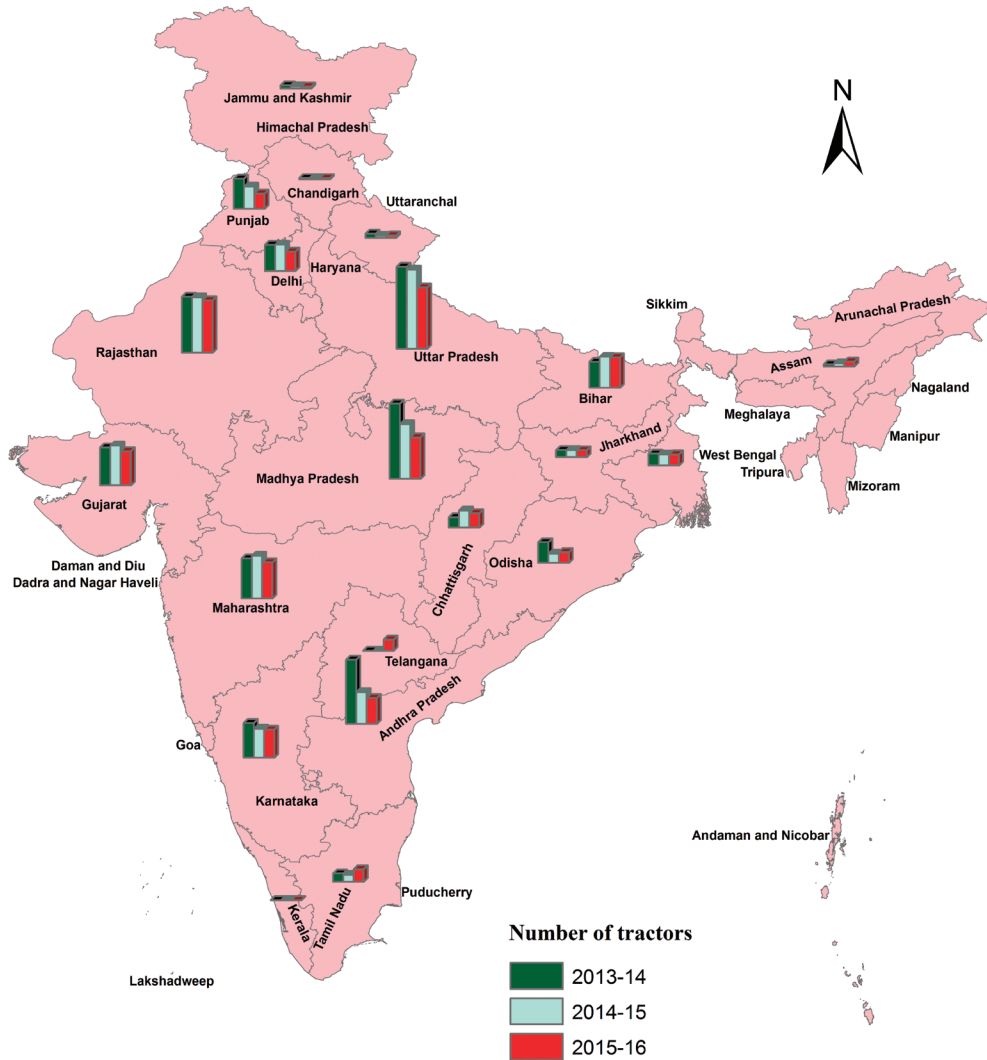 N
Jammu and Kashmir
Himachal Pradesh
Chandigarh
Uttaranchal
Punjab
Delhi
Haryana
Sikkim
Arunachal Pradesh
Rajasthan
Uttar Pradesh
Assam
Nagaland
Bihar
Meghalaya
Manipur
Jharkhand
West Bengal
Tripura
Mizoram
Madhya Pradesh
Gujarat
Daman and Diu
Dadra and Nagar Haveli
Chhattisgarh
Odisha
Maharashtra
Telangana
Andhra Pradesh
Goa
Karnataka
Andaman and Nicobar
Puducherry
Kerala
Tamil Nadu
Lakshadweep
Number of tractors
2013-14
2014-15
2015-16